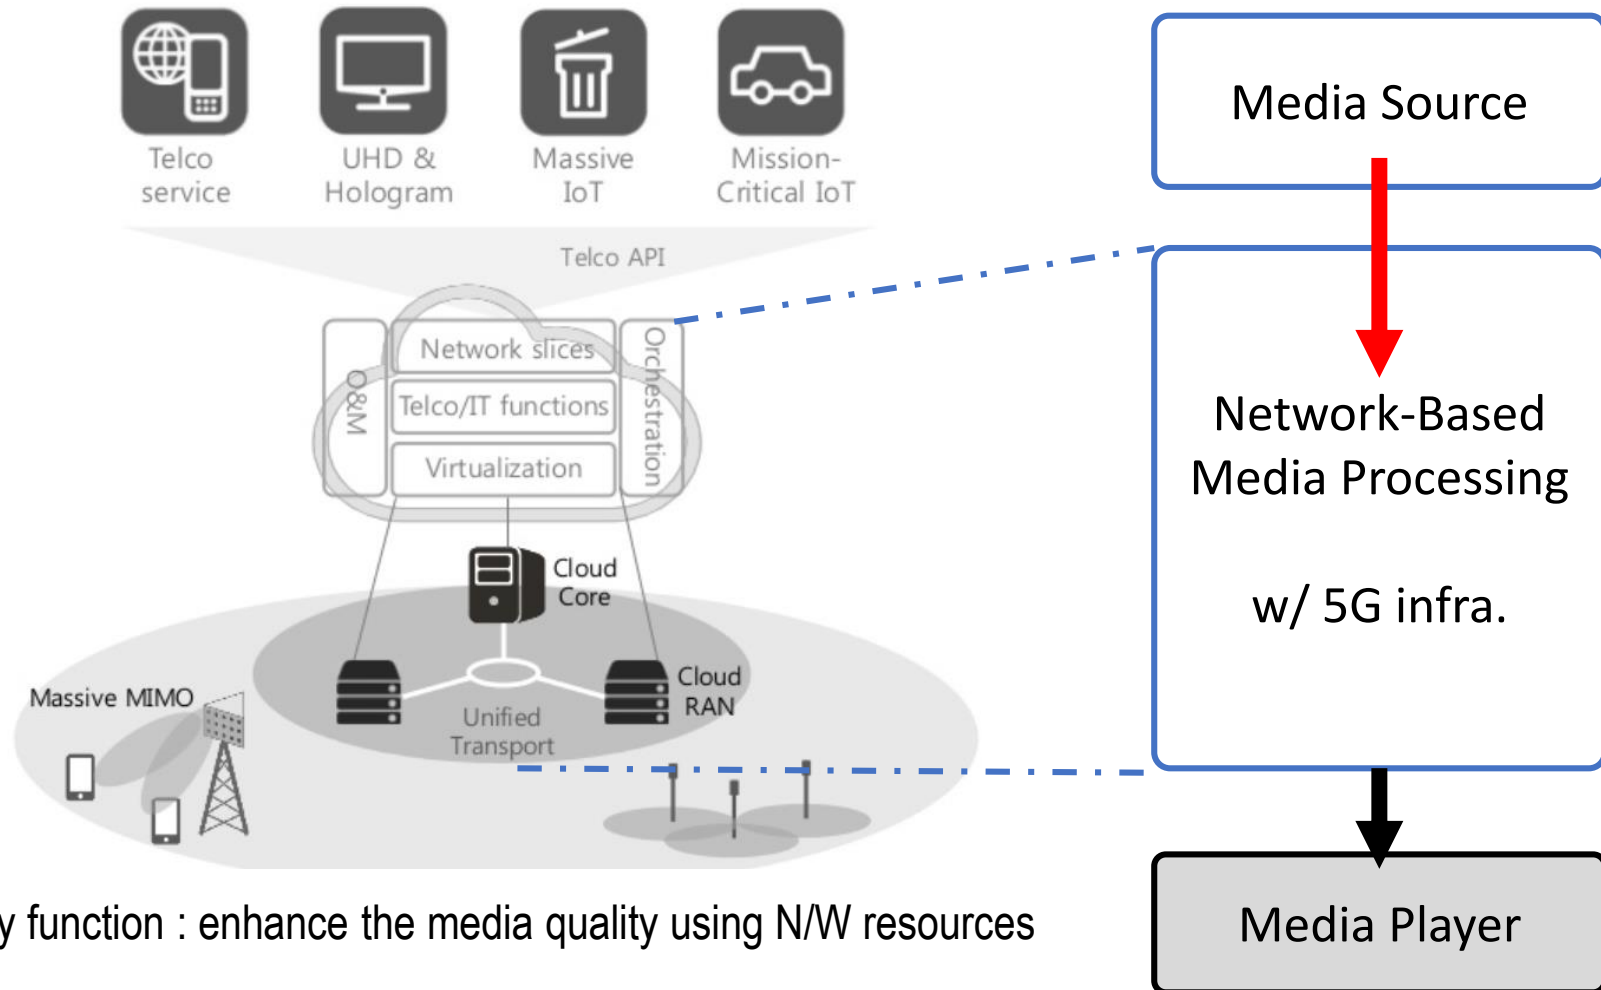 Telco
service
UHD &
Hologram
Massive
IoT
Mission-
Critical IoT
Telco API
Network slices
Telco/IT functions
Virtualization
O&M
Orchestration
Cloud
Core
Cloud
RAN
Unified
Transport
Massive MIMO
y function : enhance the media quality using N/W resources
Media Source
Network-Based
Media Processing
w/ 5G infra.
Media Player